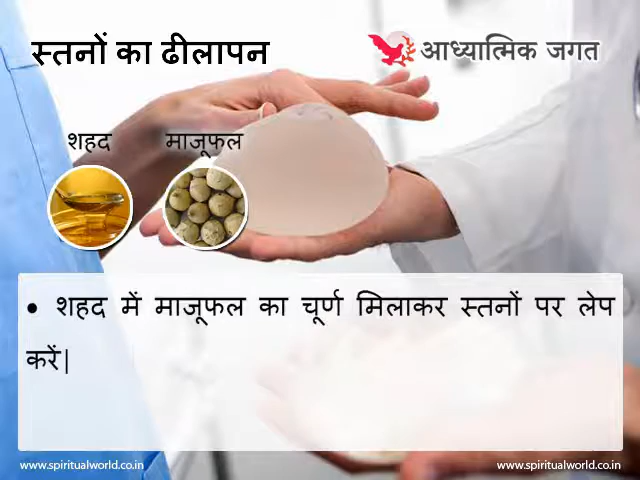 स्तनों का ढीलापन
आध्यात्मिक जगत
शहद
माजूफल
• शहद में माजूफल का चूर्ण मिलाकर स्तनों पर लेप
करें|
www.spiritualworld.co.in
www.spiritualworld.co.in